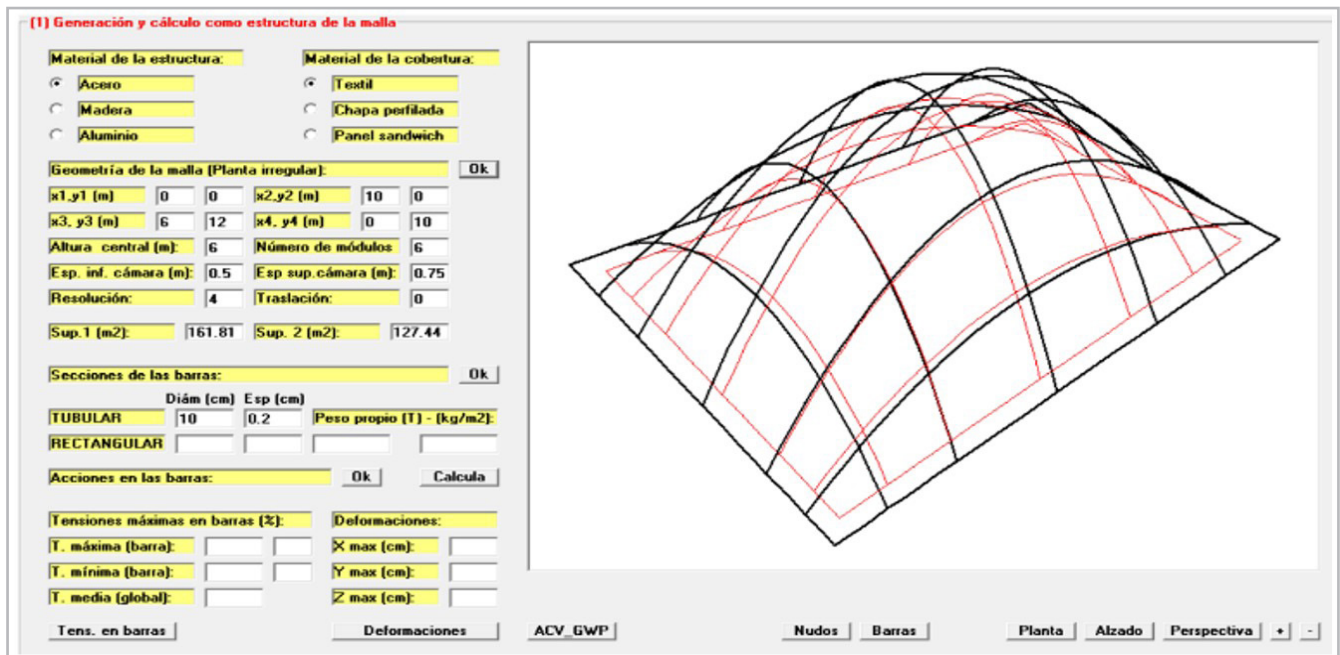 (1) Generación y cálculo como estructura de la malla
Material de la estructura: Material de la cobertura:
Acero Textil
Madera Chapa perfilada
Aluminio Panel sandwich
Geometría de la malla (Planta irregular): Ok
x1,y1 (m) 0 0 x2,y2 (m) 10 0
x3, y3 (m) 6 12 x4, y4 (m) 0 10
Altura central (m): 6 Número de módulos 6
Esp. inf. cámara (m): 0.5 Esp sup.cámara (m): 0.75
Resolución: 4 Traslación: 0
Sup.1 (m2): 161.81 Sup. 2 (m2): 127.44
Secciones de las barras: Ok
Diám (cm) Esp (cm)
TUBULAR 10 0.2 Peso propio (T) - (kg/m2):
RECTANGULAR
Acciones en las barras: Ok Calcula
Tensiones máximas en barras (%): Deformaciones:
T. máxima (barra): X max (cm):
T. mínima (barra): Y max (cm):
T. media (global): Z max (cm):
Tens. en barras Deformaciones ACV_GWP Nudos Barras Planta Alzado Perspectiva + -